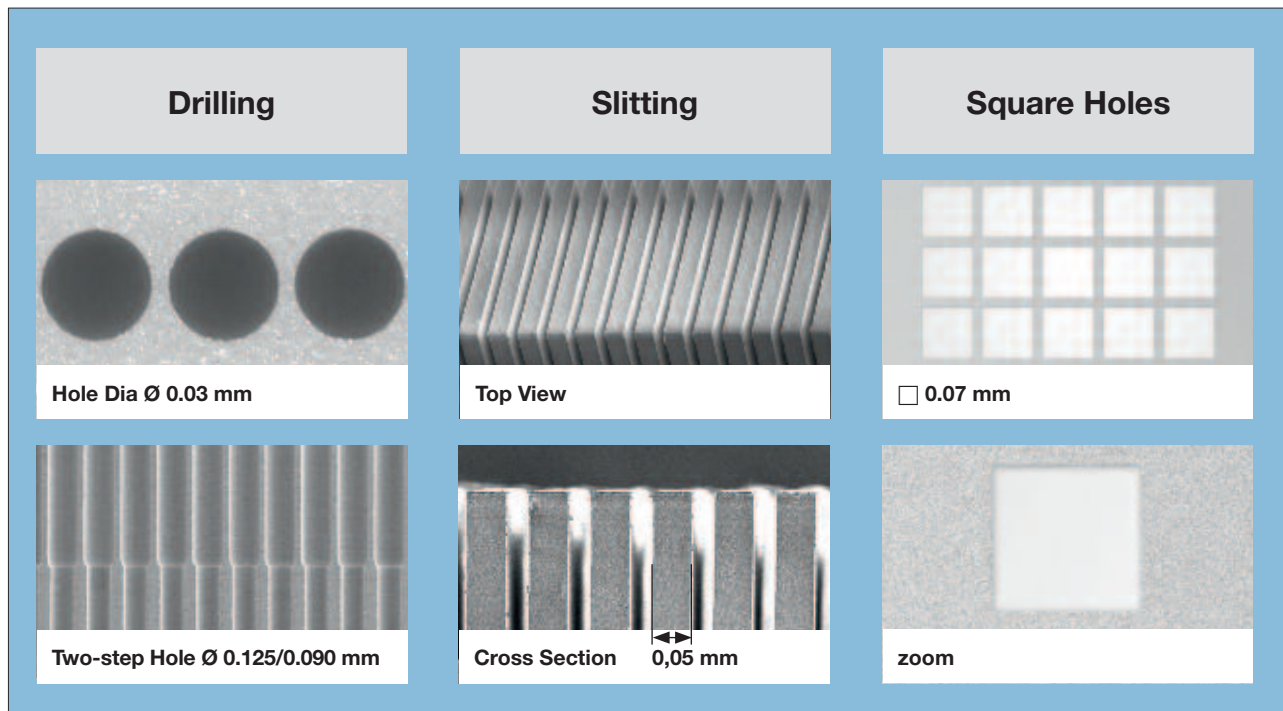 Drilling
Slitting
Square Holes
Hole Dia Ø 0.03 mm
Top View
□ 0.07 mm
Two-step Hole Ø 0.125/0.090 mm
Cross Section 0,05 mm
zoom